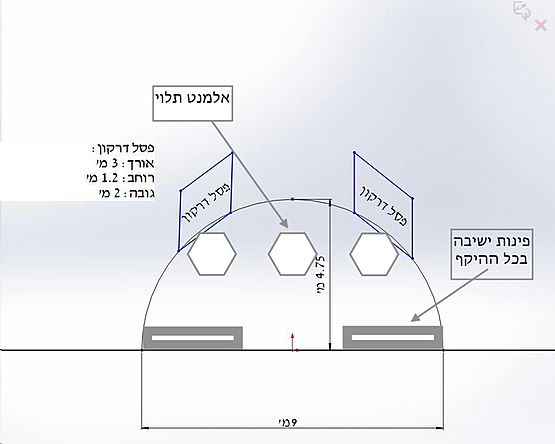 אלמנט תלוי
פסל דרקון :
אורך : 3 מ'
רוחב : 1.2 מ'
גובה : 2 מ'
פסל דרקון
פסל דרקון
פינות ישיבה
בכל ההיקף
4.75 מ'
9מ'